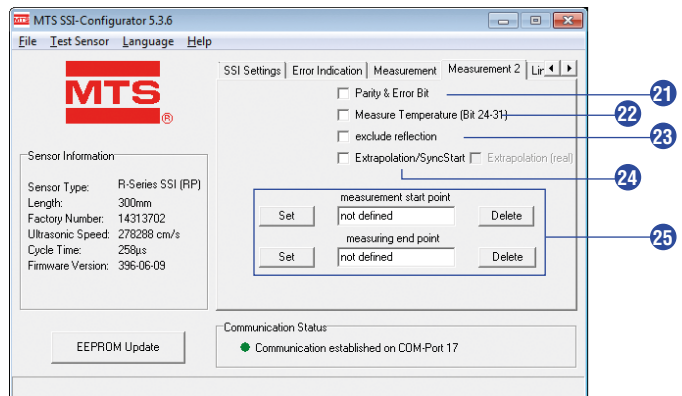 MTS SSI-Configurator 5.3.6
File Test Sensor Language Help
MTS
®
Sensor Information
Sensor Type: R-Series SSI (RP)
Length: 300mm
Factory Number: 14313702
Ultrasonic Speed: 278288 cm/s
Cycle Time: 258µs
Firmware Version: 396-06-09
EEPROM Update
SSI Settings Error Indication Measurement Measurement 2 Lir
Parity & Error Bit 21
Measure Temperature (Bit 24-31) 22
exclude reflection 23
Extrapolation/SyncStart Extrapolation (real)
24
measurement start point
Set not defined Delete
measuring end point
Set not defined Delete
25
Communication Status
Communication established on COM-Port 17